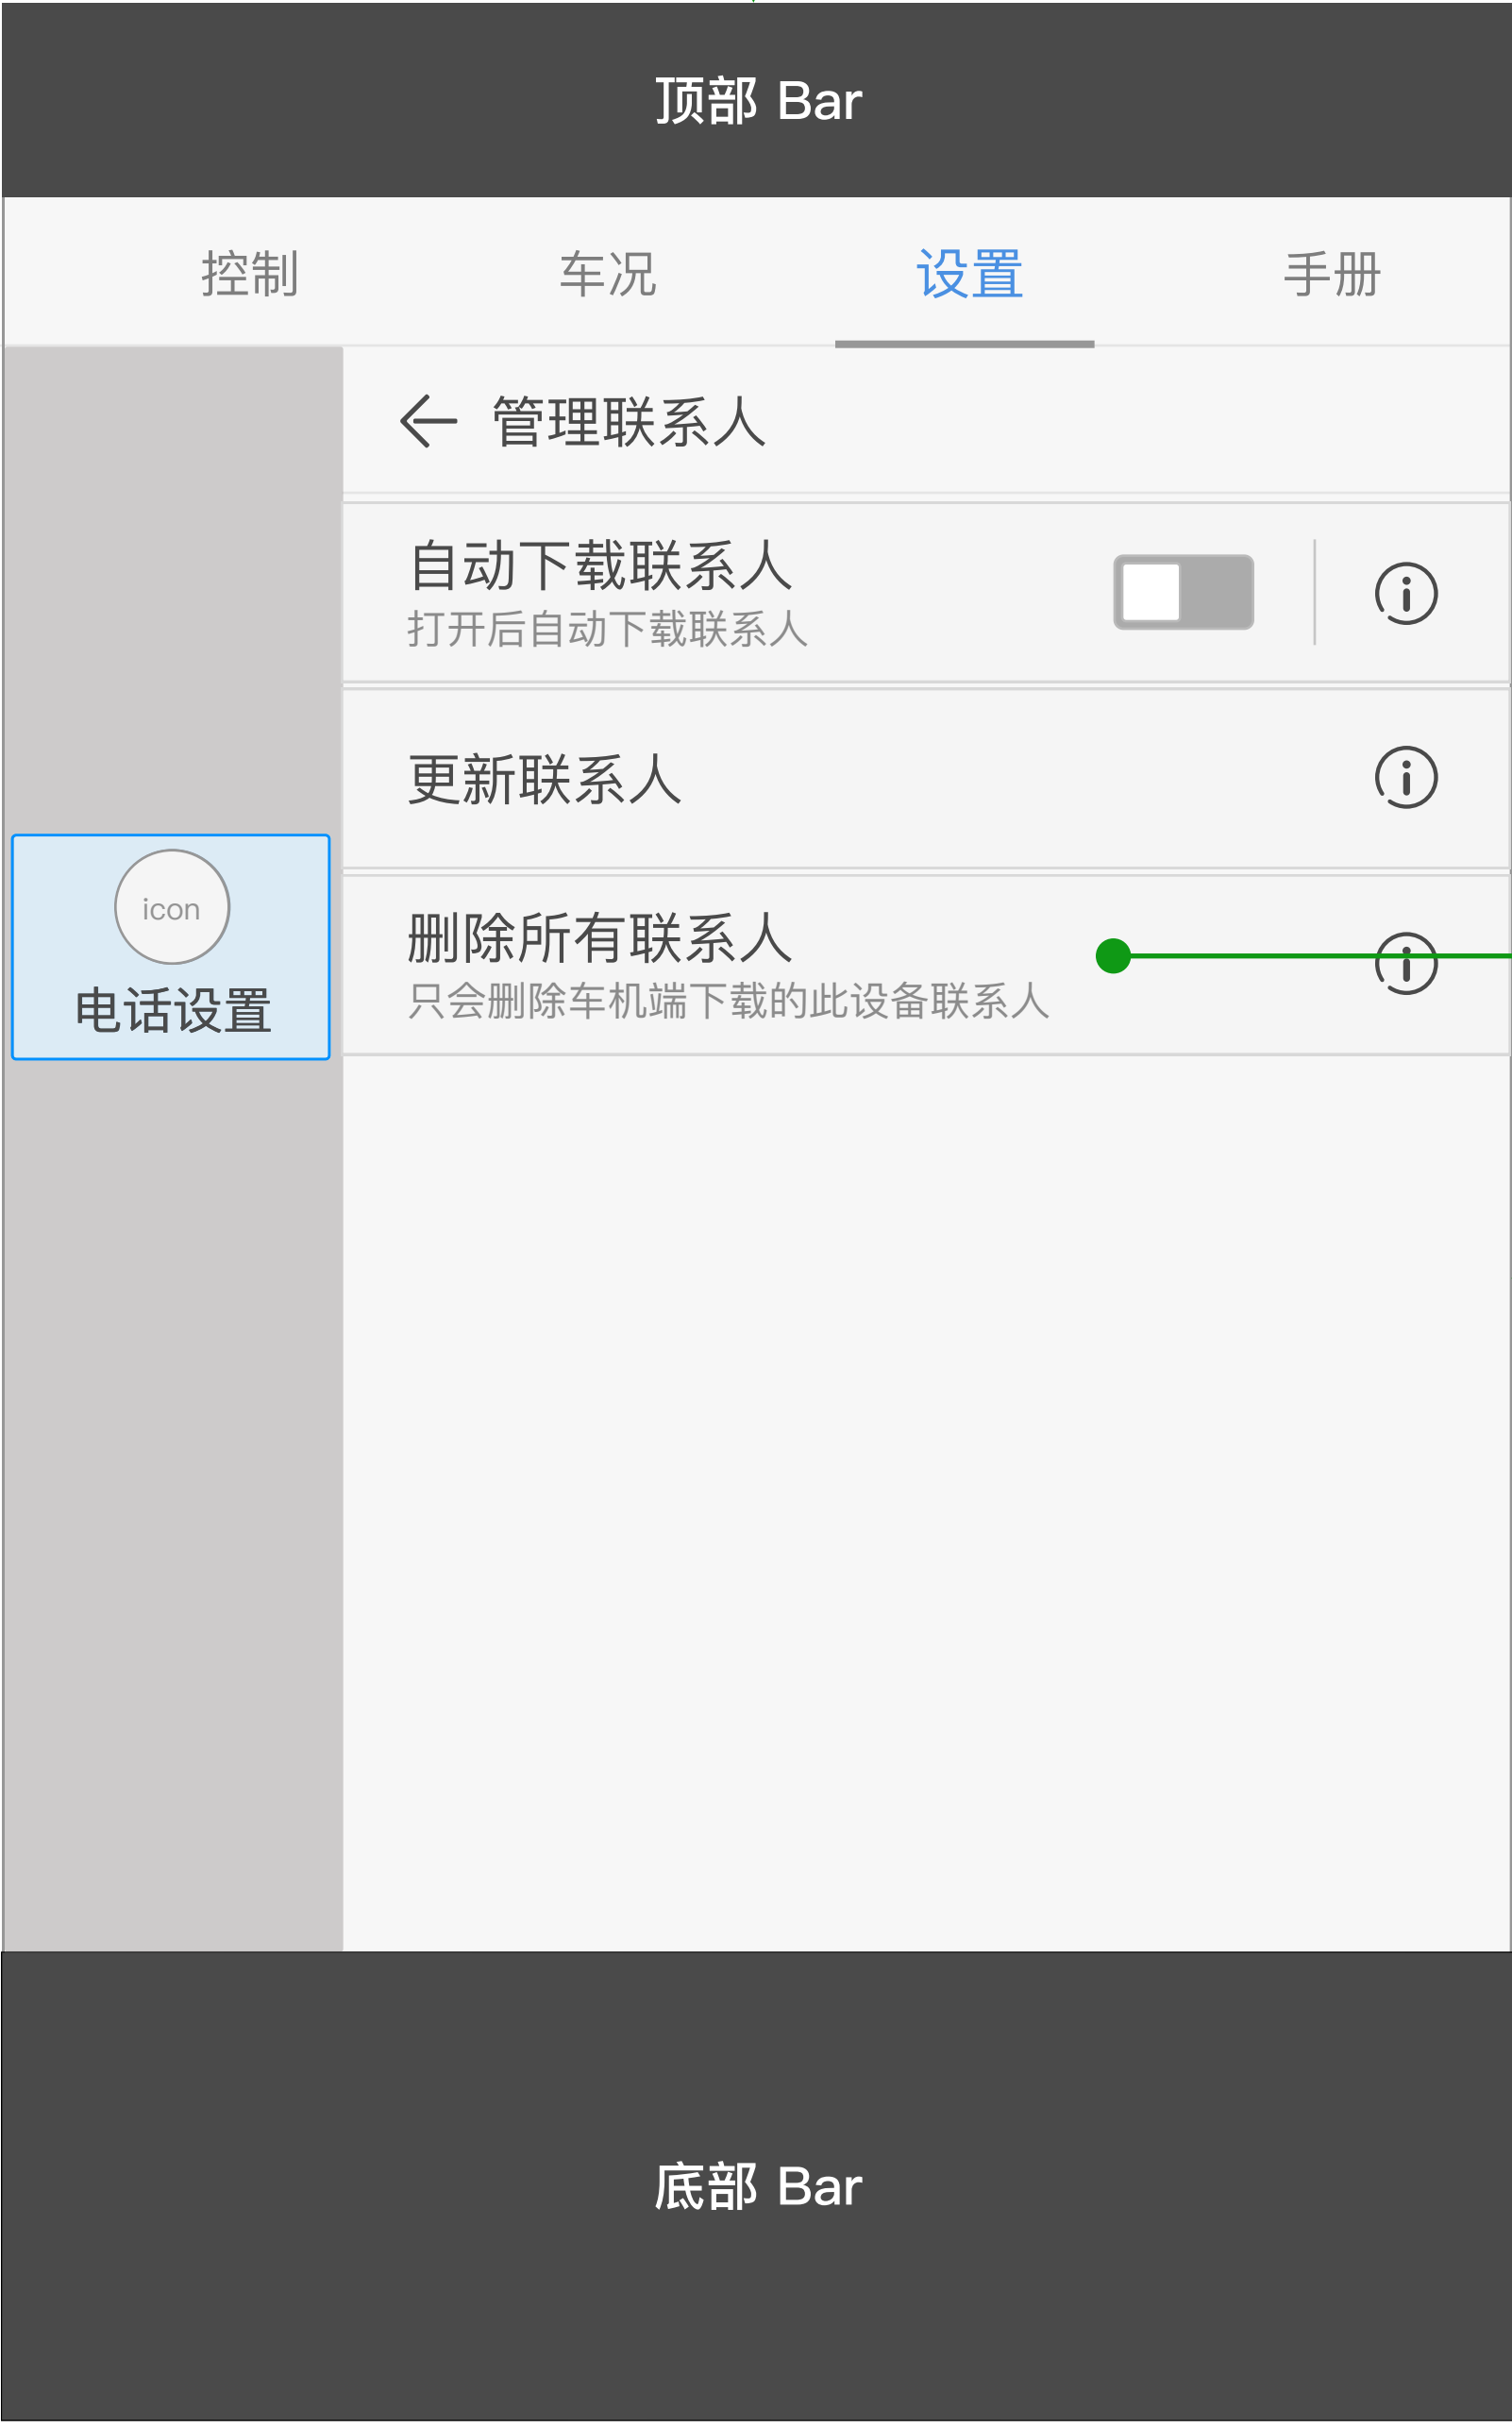 顶部 Bar
控制 车况 设置 手册
管理联系人
自动下载联系人
打开后自动下载联系人
更新联系人
icon
电话设置
删除所有联系人
只会删除车机端下载的此设备联系人
底部 Bar